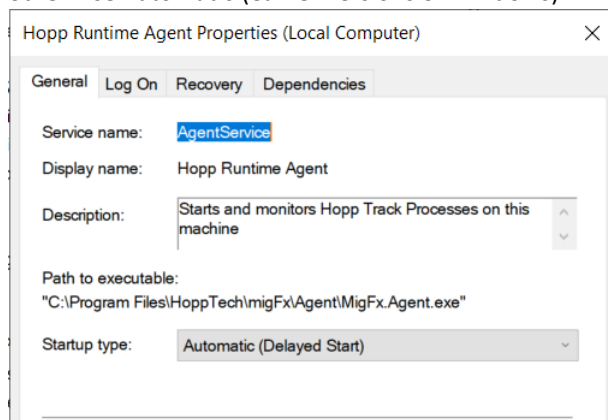 Hopp Runtime Agent Properties (Local Computer)
General Log On Recovery Dependencies
Service name: AgentService
Display name: Hopp Runtime Agent
Description: Starts and monitors Hopp Track Processes on this
machine
Path to executable:
"C:\Program Files\HoppTech\migFx\Agent\MigFx.Agent.exe"
Startup type: Automatic (Delayed Start)